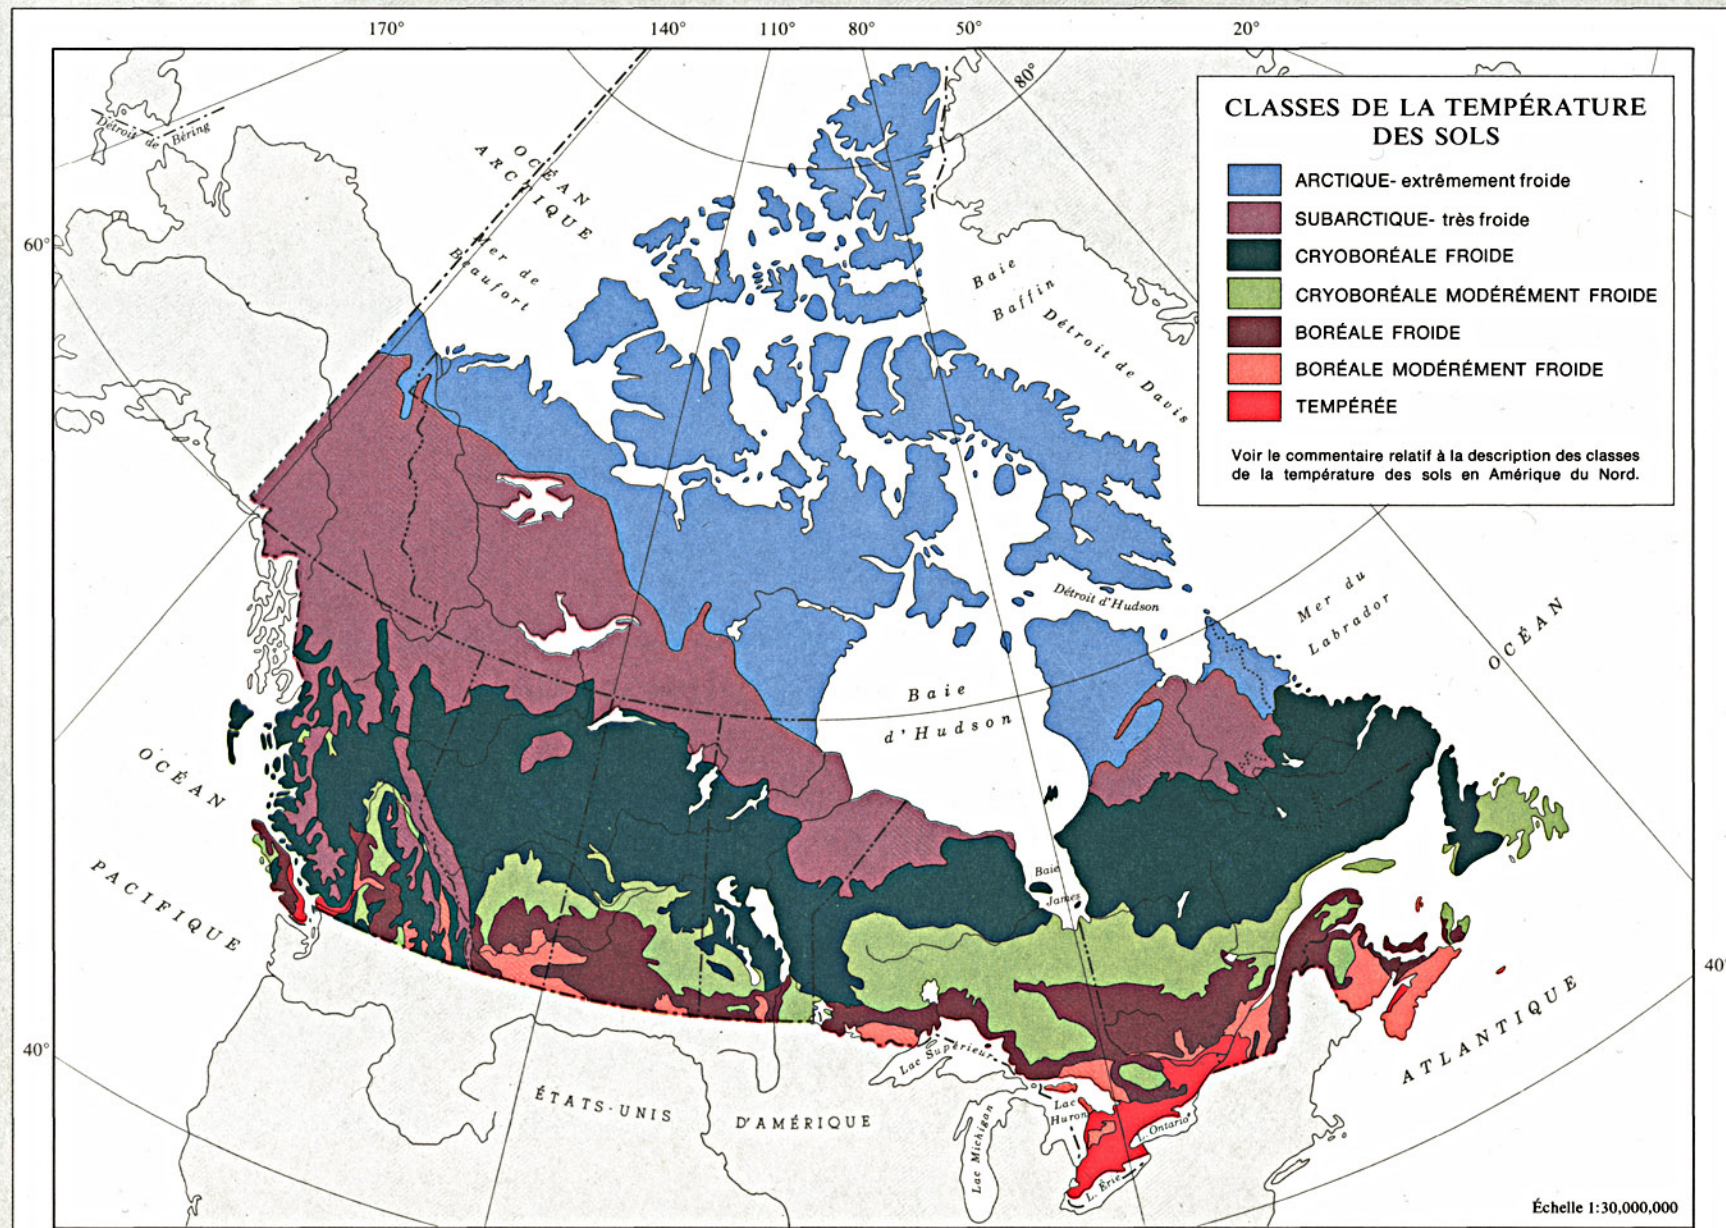 170° 140° 110° 80° 50° 20°
80°
60°
40°
40°
CLASSES DE LA TEMPÉRATURE
DES SOLS
ARCTIQUE- extrêmement froide
SUBARCTIQUE- très froide
CRYOBORÉALE FROIDE
CRYOBORÉALE MODÉRÉMENT FROIDE
BORÉALE FROIDE
BORÉALE MODÉRÉMENT FROIDE
TEMPÉRÉE
Voir le commentaire relatif à la description des classes
de la température des sols en Amérique du Nord.
Détroit
de Béring
OCÉAN
ARCTIQUE
Mer de
Beaufort
Baie
Baffin
Détroit de Davis
Détroit d'Hudson
Mer du
Labrador
OCÉAN
Baie
d'Hudson
OCÉAN
PACIFIQUE
Baie
James
ATLANTIQUE
Lac Supérieur
Lac
Huron
Lac Michigan
L. Ontario
L. Érie
ÉTATS-UNIS D'AMÉRIQUE
Échelle 1:30,000,000